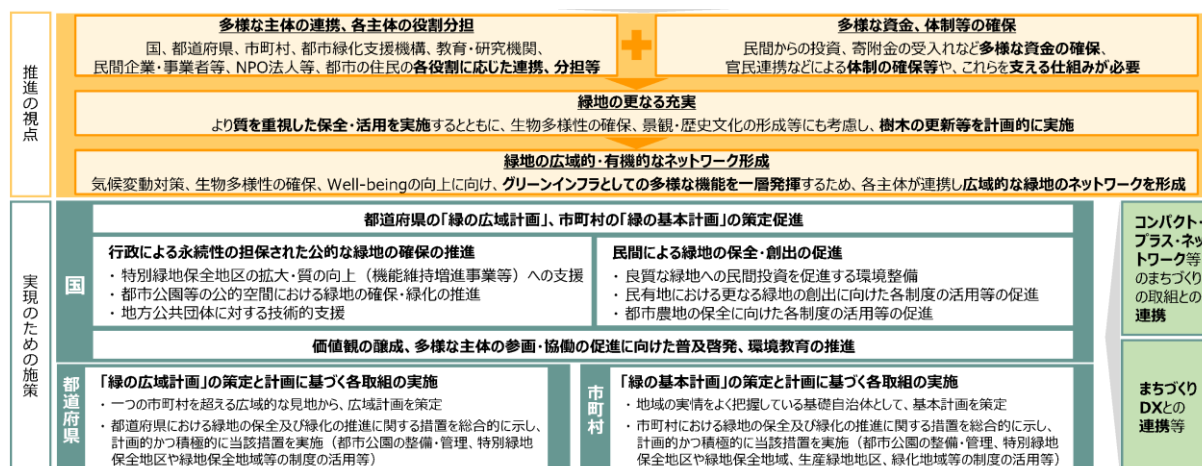 推進の視点
多様な主体の連携、各主体の役割分担
国、都道府県、市町村、都市緑化支援機構、教育・研究機関、
民間企業・事業者等、NPO法人等、都市の住民の各役割に応じた連携、分担等
多様な資金、体制等の確保
民間からの投資、寄附金の受入れなど多様な資金の確保、
官民連携などによる体制の確保等や、これらを支える仕組みが必要
緑地の更なる充実
より質を重視した保全・活用を実施するとともに、生物多様性の確保、景観・歴史文化の形成等にも考慮し、樹木の更新等を計画的に実施
緑地の広域的・有機的なネットワーク形成
気候変動対策、生物多様性の確保、Well-beingの向上に向け、グリーンインフラとしての多様な機能を一層発揮するため、各主体が連携し広域的な緑地のネットワークを形成
実現のための施策
国
都道府県の「緑の広域計画」、市町村の「緑の基本計画」の策定促進
行政による永続性の担保された公的な緑地の確保の推進
・特別緑地保全地区の拡大・質の向上（機能維持増進事業等）への支援
・都市公園等の公的空間における緑地の確保・緑化の推進
・地方公共団体に対する技術的支援
民間による緑地の保全・創出の促進
・良質な緑地への民間投資を促進する環境整備
・民有地における更なる緑地の創出に向けた各制度の活用等の促進
・都市農地の保全に向けた各制度の活用等の促進
価値観の醸成、多様な主体の参画・協働の促進に向けた普及啓発、環境教育の推進
都道府県
「緑の広域計画」の策定と計画に基づく各取組の実施
・一つの市町村を超える広域的な見地から、広域計画を策定
・都道府県における緑地の保全及び緑化の推進に関する措置を総合的に示し、
計画的かつ積極的に当該措置を実施（都市公園の整備・管理、特別緑地
保全地区や緑地保全地域等の制度の活用等）
市町村
「緑の基本計画」の策定と計画に基づく各取組の実施
・地域の実情をよく把握している基礎自治体として、基本計画を策定
・市町村における緑地の保全及び緑化の推進に関する措置を総合的に示し、
計画的かつ積極的に当該措置を実施（都市公園の整備・管理、特別緑地
保全地区や緑地保全地域、生産緑地地区、緑化地域等の制度の活用等）
コンパクト・
プラス・ネッ
トワーク等
のまちづくり
の取組との
連携
まちづくり
DXとの
連携等